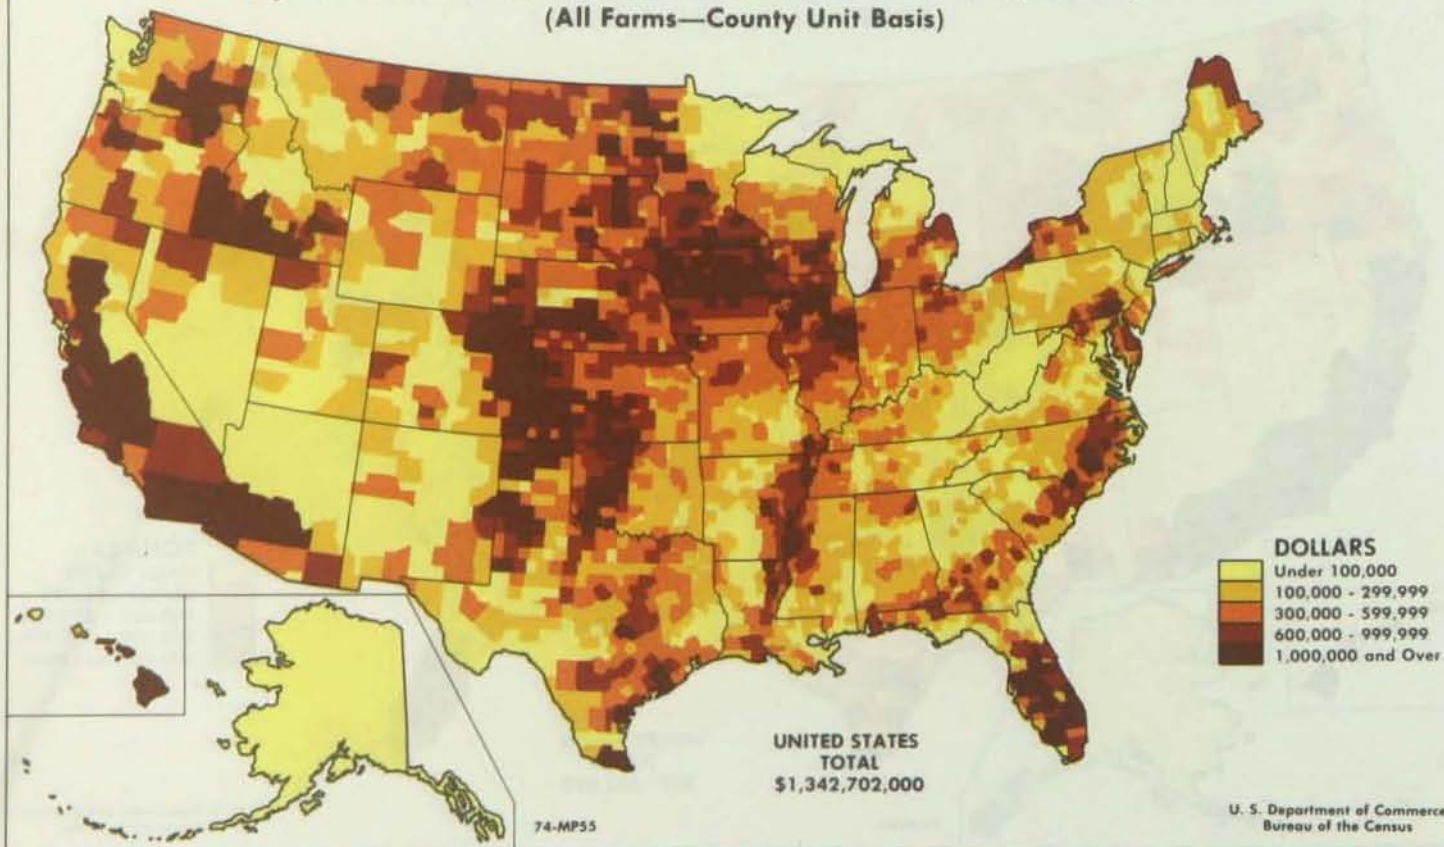 (All Farms—County Unit Basis)
DOLLARS
Under 100,000
100,000 - 299,999
300,000 - 599,999
600,000 - 999,999
1,000,000 and Over
UNITED STATES
TOTAL
$1,342,702,000
74-MP55
U. S. Department of Commerce
Bureau of the Census